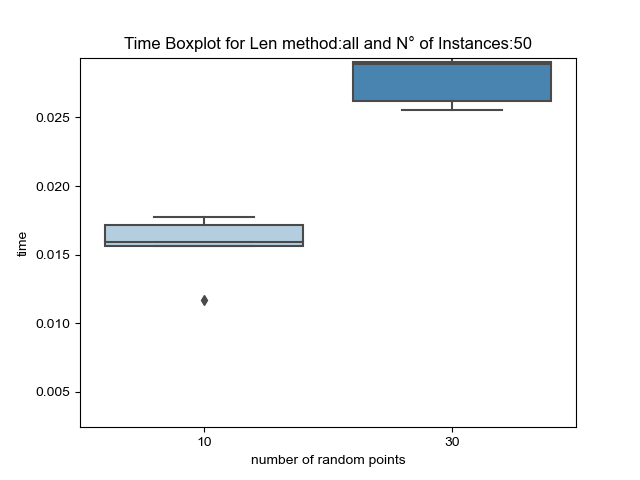 Time Boxplot for Len method:all and N° of Instances:50
0.025
0.020
0.015
0.010
0.005
time
10 30
number of random points